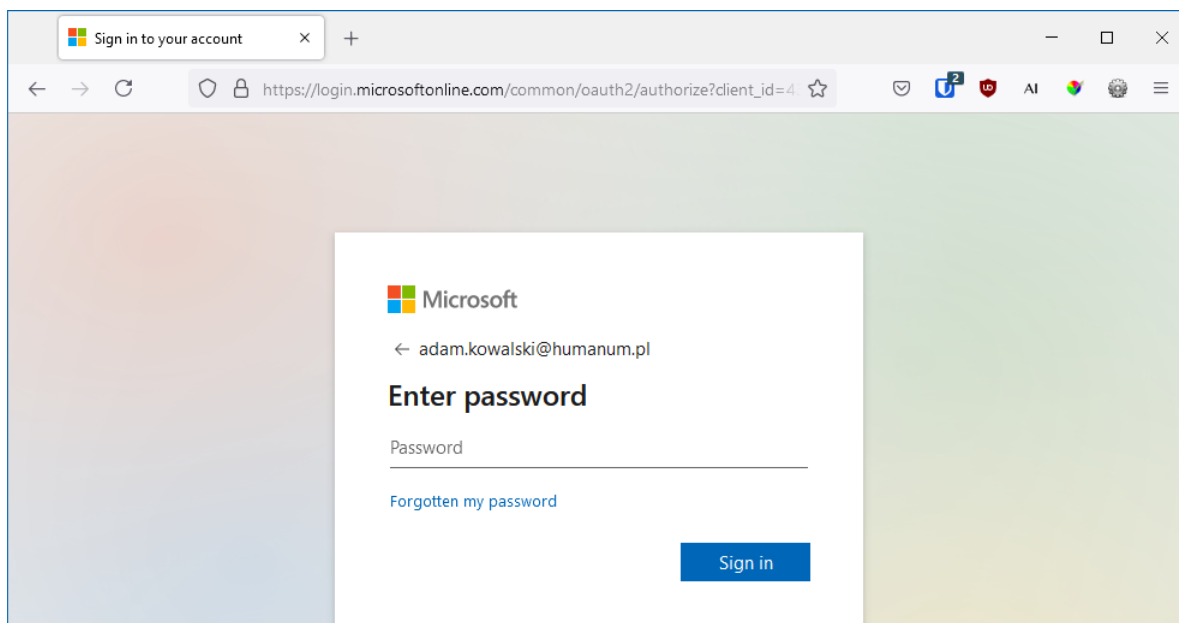 Sign in to your account
https://login.microsoftonline.com/common/oauth2/authorize?client_id=4
2
UD
AI
Microsoft
adam.kowalski@humanum.pl
Enter password
Password
Forgotten my password
Sign in